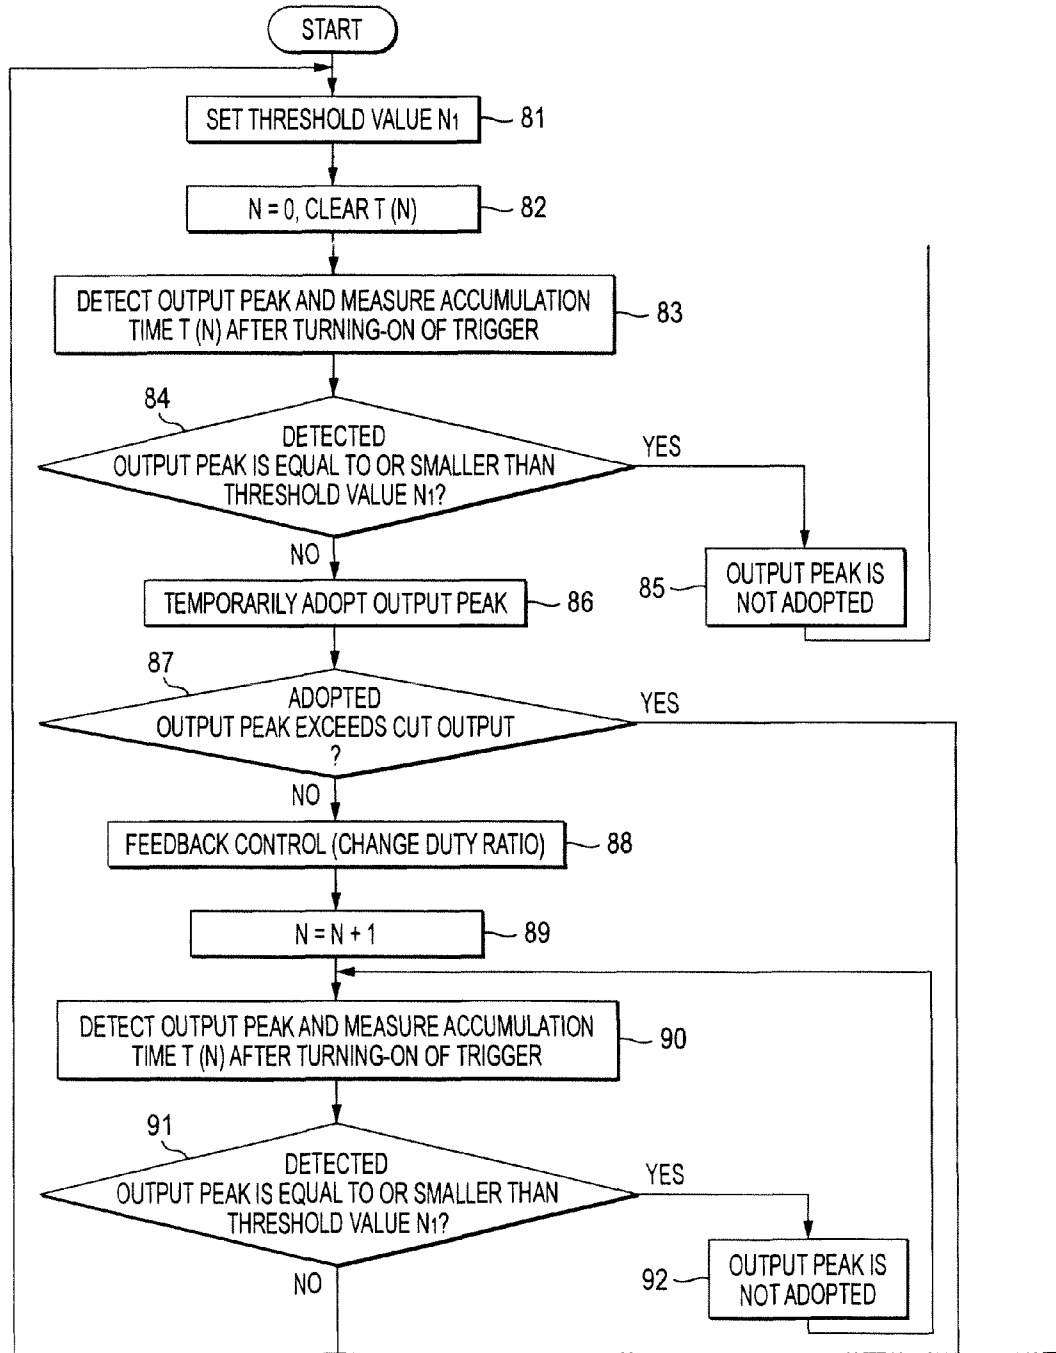 START
SET THRESHOLD VALUE N1
81
N = 0, CLEAR T (N)
82
DETECT OUTPUT PEAK AND MEASURE ACCUMULATION
TIME T (N) AFTER TURNING-ON OF TRIGGER
83
84
DETECTED
OUTPUT PEAK IS EQUAL TO OR SMALLER THAN
THRESHOLD VALUE N1?
YES
NO
85
OUTPUT PEAK IS
NOT ADOPTED
TEMPORARILY ADOPT OUTPUT PEAK
86
87
ADOPTED
OUTPUT PEAK EXCEEDS CUT OUTPUT
?
YES
NO
FEEDBACK CONTROL (CHANGE DUTY RATIO)
88
N = N + 1
89
DETECT OUTPUT PEAK AND MEASURE ACCUMULATION
TIME T (N) AFTER TURNING-ON OF TRIGGER
90
91
DETECTED
OUTPUT PEAK IS EQUAL TO OR SMALLER THAN
THRESHOLD VALUE N1?
YES
NO
92
OUTPUT PEAK IS
NOT ADOPTED